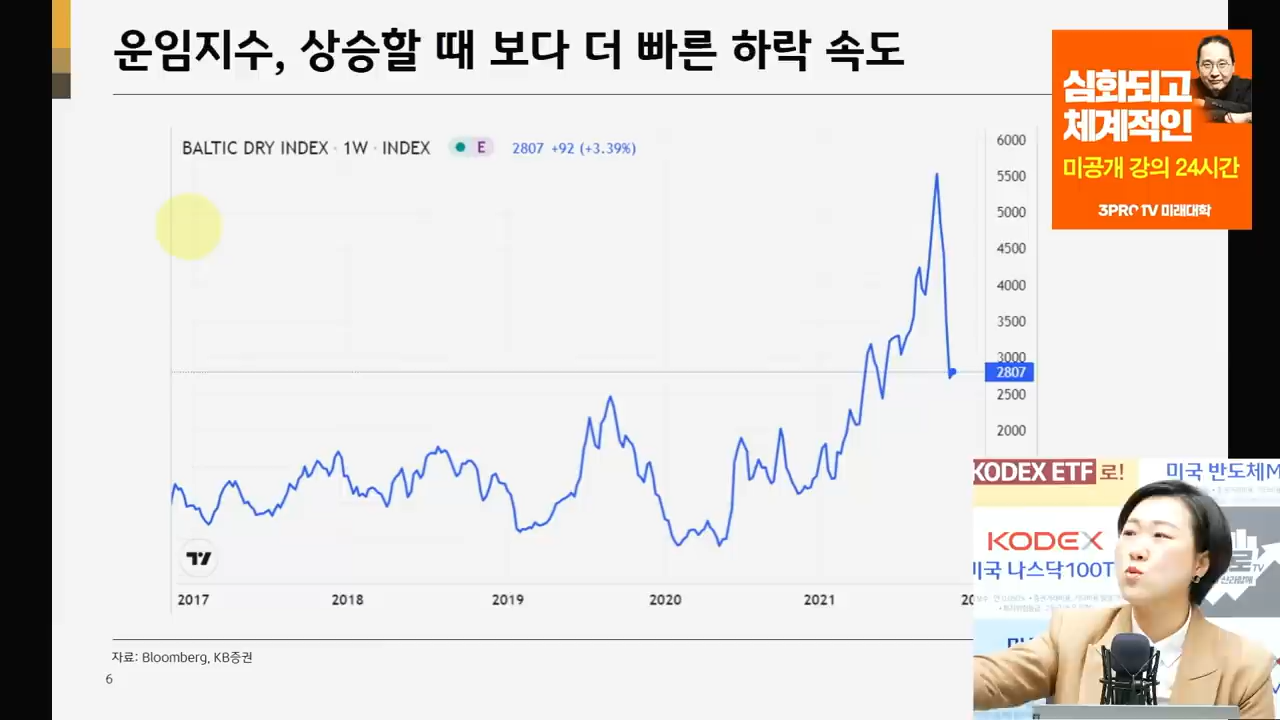 운임지수, 상승할 때 보다 더 빠른 하락 속도
심화되고
체계적인
미공개 강의 24시간
3PRO TV 미래대학
BALTIC DRY INDEX · 1W · INDEX
E
2807 +92 (+3.39%)
6000
5500
5000
4500
4000
3500
3000
2807
2500
2000
2017
2018
2019
2020
2021
20
자료: Bloomberg, KB증권
6
KODEX ETF로!
미국 반도체M
KODEX
미국 나스닥100T